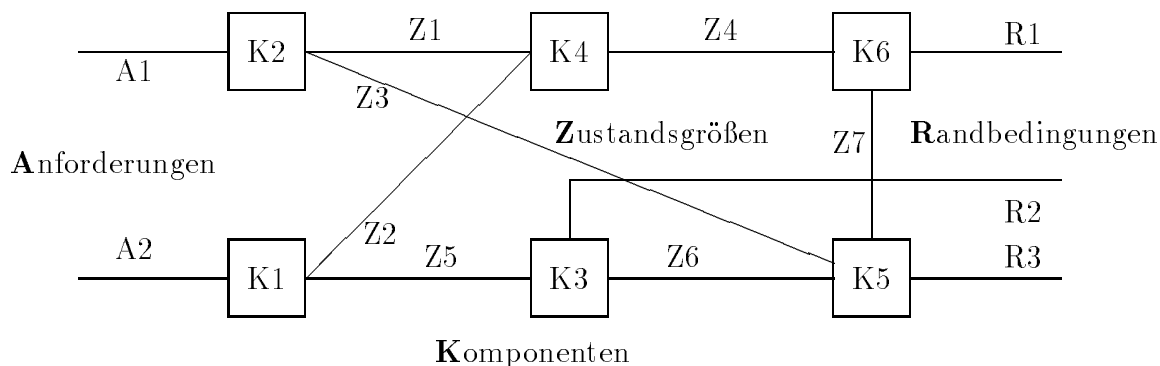 Z1
Z4
R1
K2
K4
K6
A1
Z3
Zustandsgrößen
Z7
Randbedingungen
Anforderungen
R2
A2
Z2
Z5
Z6
R3
K1
K3
K5
Komponenten